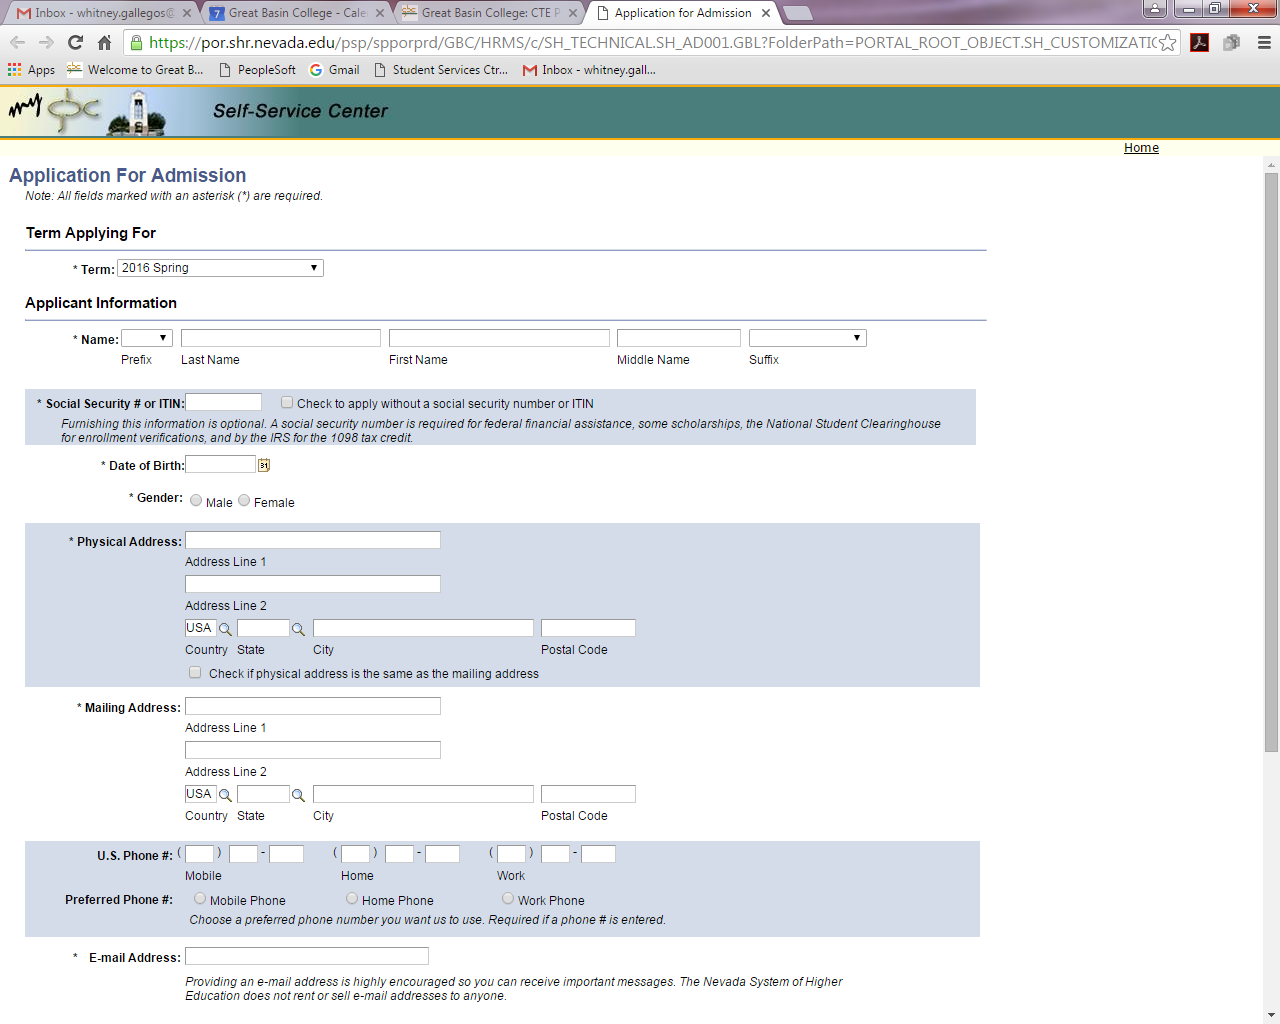 Inbox - whitney.gallegos@
7 Great Basin College - Cale
Great Basin College: CTE P
Application for Admission
https://por.shr.nevada.edu/psp/spporprd/GBC/HRMS/c/SH_TECHNICAL.SH_AD001.GBL?FolderPath=PORTAL_ROOT_OBJECT.SH_CUSTOMIZATIO
Apps Welcome to Great B... PeopleSoft Gmail Student Services Ctr... Inbox - whitney.gall...
my gbc Self-Service Center
Home
Application For Admission
Note: All fields marked with an asterisk (*) are required.
Term Applying For
* Term: 2016 Spring
Applicant Information
* Name:
Prefix Last Name First Name Middle Name Suffix
* Social Security # or ITIN: Check to apply without a social security number or ITIN
Furnishing this information is optional. A social security number is required for federal financial assistance, some scholarships, the National Student Clearinghouse
for enrollment verifications, and by the IRS for the 1098 tax credit.
* Date of Birth: 31
* Gender: Male Female
* Physical Address:
Address Line 1
Address Line 2
USA
Country State City Postal Code
Check if physical address is the same as the mailing address
* Mailing Address:
Address Line 1
Address Line 2
USA
Country State City Postal Code
U.S. Phone #: ( ) - ( ) - ( ) -
Mobile Home Work
Preferred Phone #: Mobile Phone Home Phone Work Phone
Choose a preferred phone number you want us to use. Required if a phone # is entered.
* E-mail Address:
Providing an e-mail address is highly encouraged so you can receive important messages. The Nevada System of Higher
Education does not rent or sell e-mail addresses to anyone.